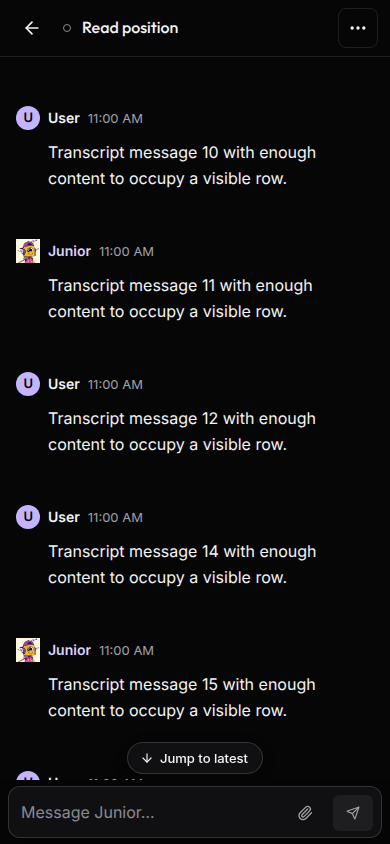 Read position
U User 11:00 AM
Transcript message 10 with enough
content to occupy a visible row.
Junior 11:00 AM
Transcript message 11 with enough
content to occupy a visible row.
U User 11:00 AM
Transcript message 12 with enough
content to occupy a visible row.
U User 11:00 AM
Transcript message 14 with enough
content to occupy a visible row.
Junior 11:00 AM
Transcript message 15 with enough
content to occupy a visible row.
Jump to latest
Message Junior...